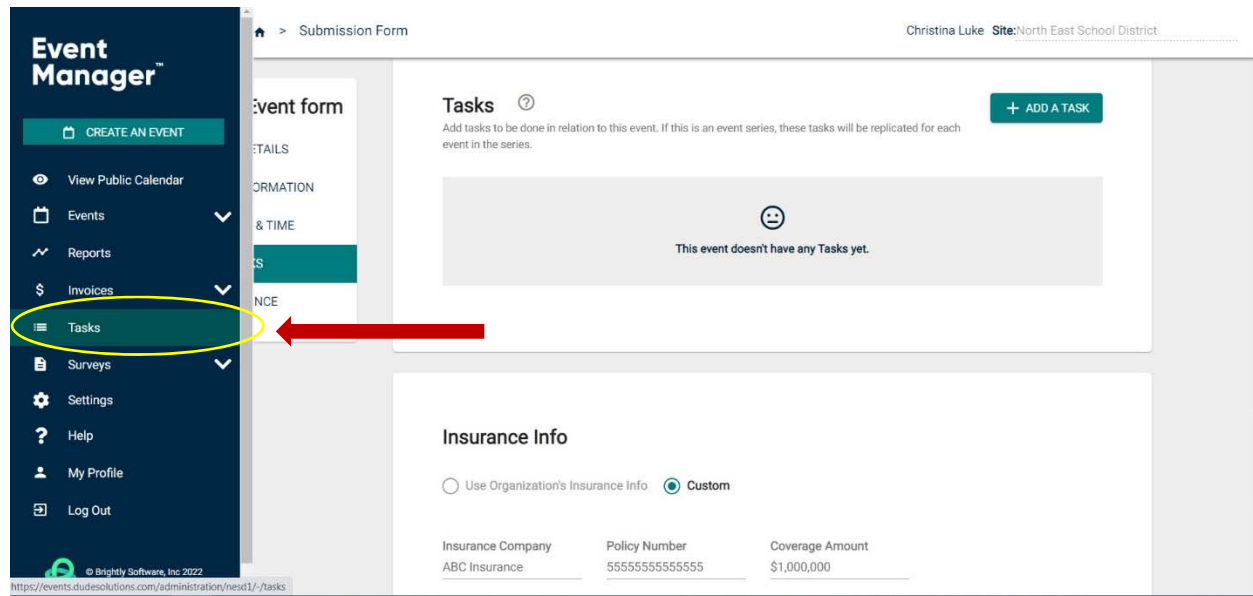 Event
Manager™
CREATE AN EVENT
View Public Calendar
Events
Reports
$ Invoices
Tasks
Surveys
Settings
? Help
My Profile
Log Out
© Brightly Software, Inc 2022
https://events.dudesolutions.com/administration/nesd1/-/tasks
> Submission Form
Christina Luke Site: North East School District
Event form
ETAILS
ORMATION
& TIME
KS
NCE
Tasks ?
+ ADD A TASK
Add tasks to be done in relation to this event. If this is an event series, these tasks will be replicated for each
event in the series.
This event doesn't have any Tasks yet.
Insurance Info
Use Organization's Insurance Info Custom
Insurance Company Policy Number Coverage Amount
ABC Insurance 55555555555555 $1,000,000